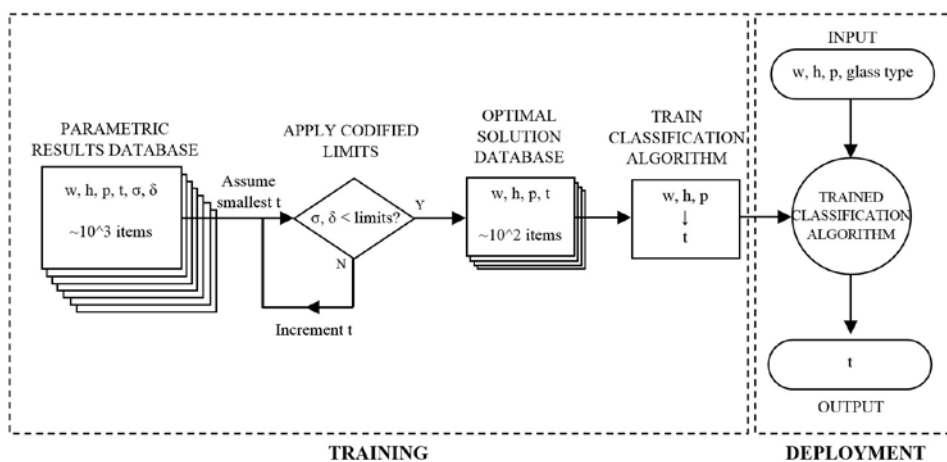 PARAMETRIC
RESULTS DATABASE
w, h, p, t, σ, δ
~10^3 items
Assume
smallest t
APPLY CODIFIED
LIMITS
σ, δ < limits?
Y
N
Increment t
OPTIMAL
SOLUTION
DATABASE
w, h, p, t
~10^2 items
TRAIN
CLASSIFICATION
ALGORITHM
w, h, p
↓
t
TRAINING
INPUT
w, h, p, glass type
TRAINED
CLASSIFICATION
ALGORITHM
t
OUTPUT
DEPLOYMENT